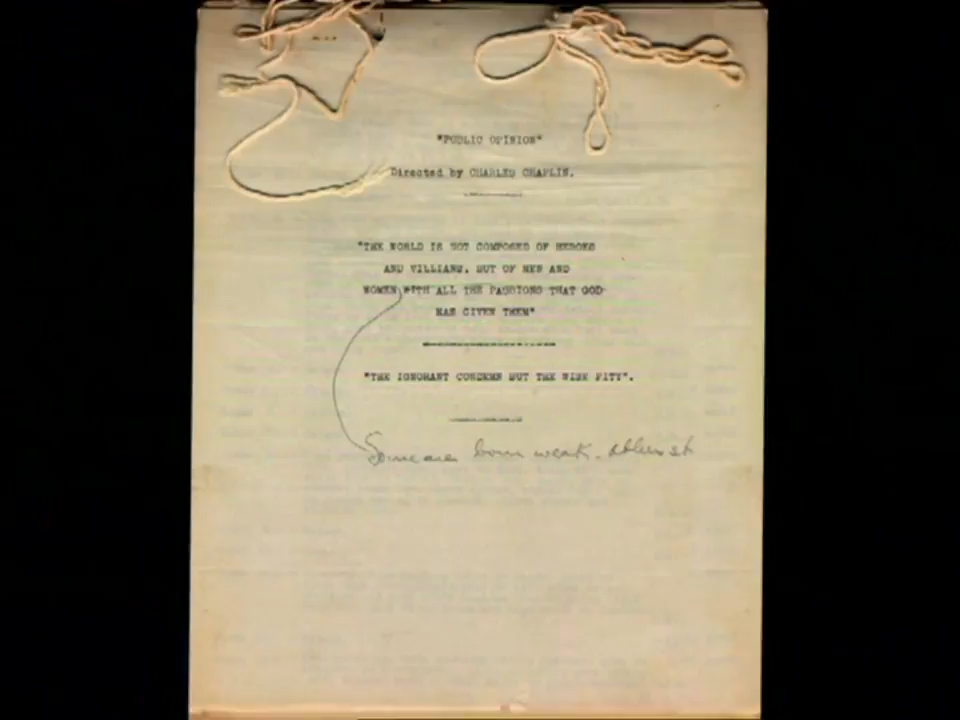 "PUBLIC OPINION"
Directed by CHARLES CHAPLIN.
"THE WORLD IS NOT COMPOSED OF HEROES
AND VILLIANS, BUT OF MEN AND
WOMEN WITH ALL THE PASSIONS THAT GOD
HAS GIVEN THEM"
"THE IGNORANT CONDEMN BUT THE WISE PITY".
Some are born weak. others st